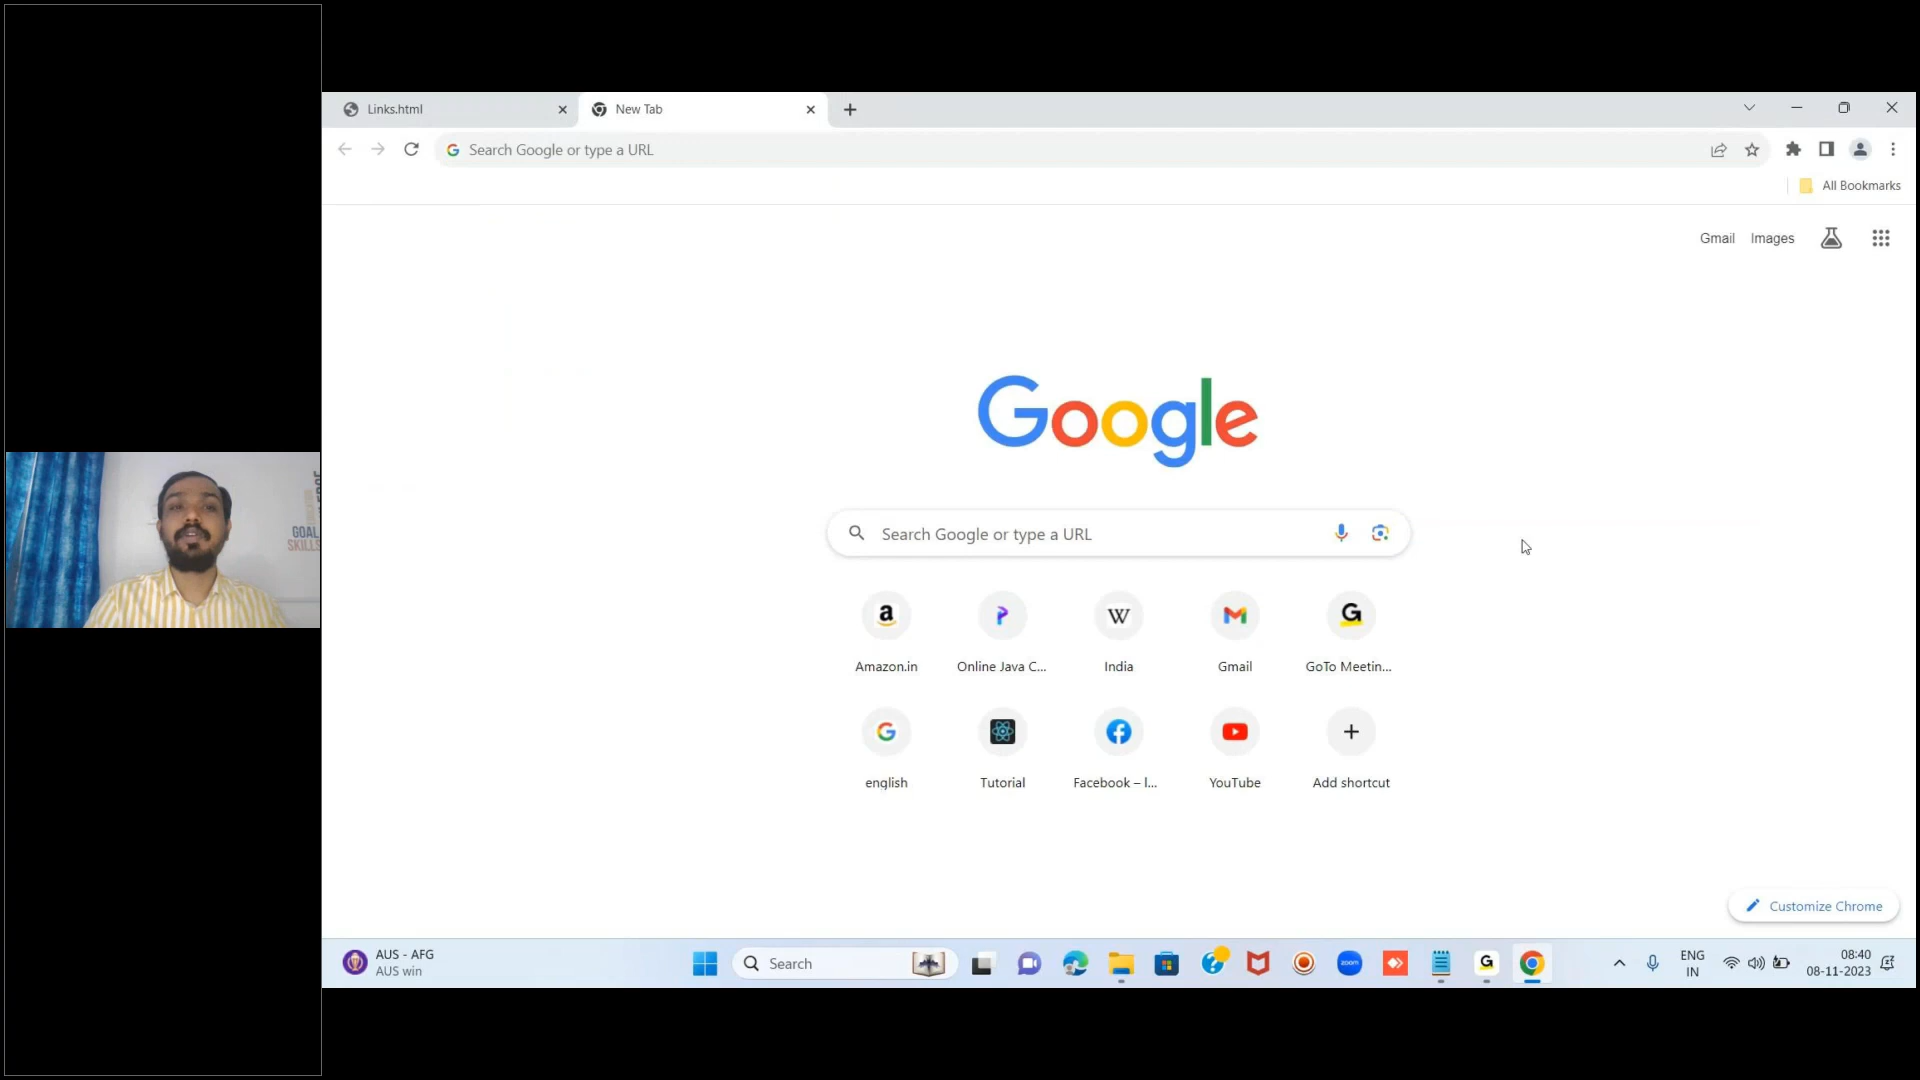 Links.html
New Tab
Search Google or type a URL
All Bookmarks
Gmail Images
Google
Search Google or type a URL
Amazon.in
Online Java C...
India
Gmail
GoTo Meetin...
english
Tutorial
Facebook – l...
YouTube
Add shortcut
Customize Chrome
GOAL
SKILLS
AUS - AFG
AUS win
Search
zoom
ENG
IN
08:40
08-11-2023